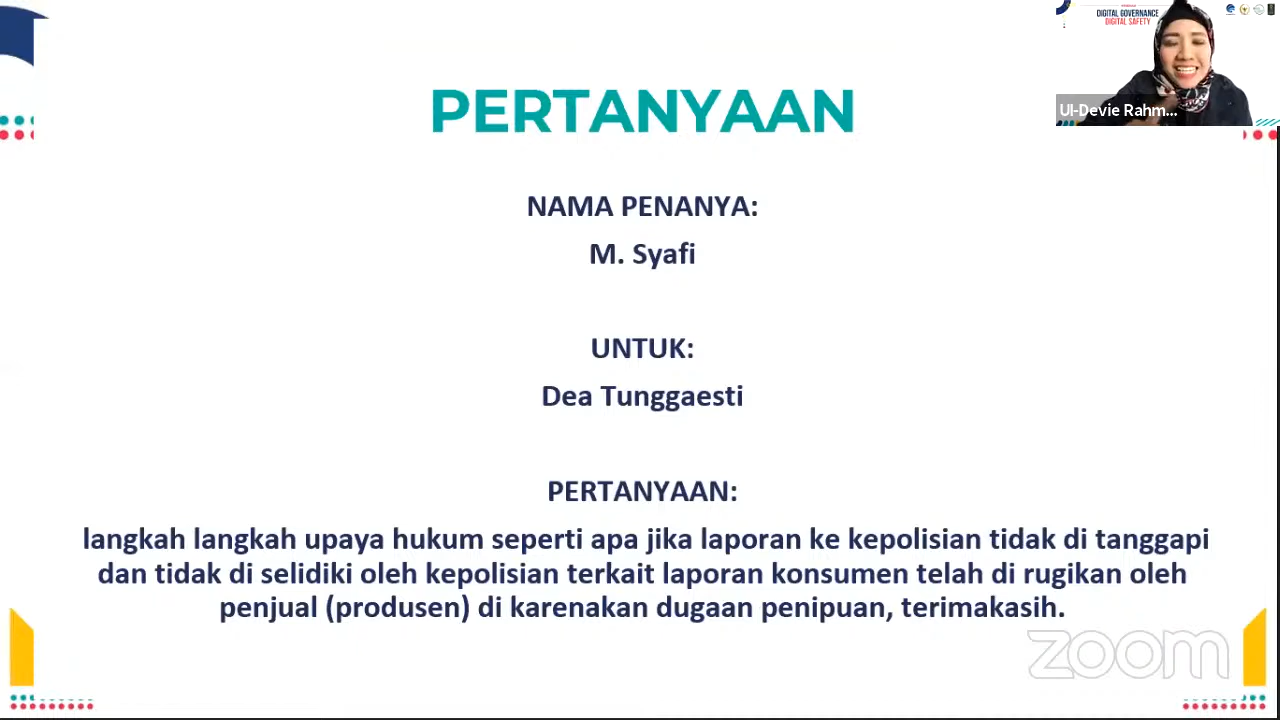 DIGITAL GOVERNANCE
DIGITAL SAFETY
UI-Devie Rahm...
PERTANYAAN
NAMA PENANYA:
M. Syafi
UNTUK:
Dea Tunggaesti
PERTANYAAN:
langkah langkah upaya hukum seperti apa jika laporan ke kepolisian tidak di tanggapi
dan tidak di selidiki oleh kepolisian terkait laporan konsumen telah di rugikan oleh
penjual (produsen) di karenakan dugaan penipuan, terimakasih.
zoom